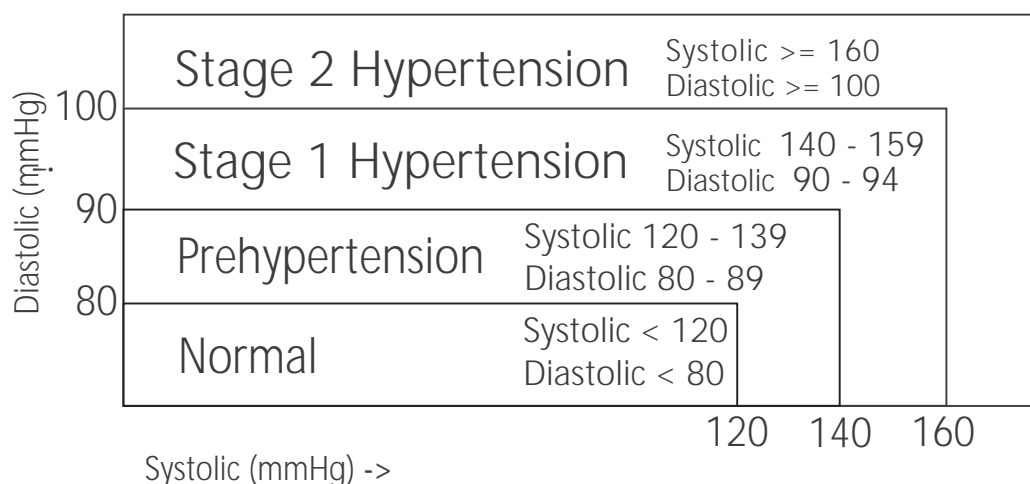 Stage 2 Hypertension
Systolic >= 160
Diastolic >= 100
100
Stage 1 Hypertension
Systolic 140 - 159
Diastolic 90 - 94
90
Prehypertension
Systolic 120 - 139
Diastolic 80 - 89
80
Normal
Systolic < 120
Diastolic < 80
Diastolic (mmHg)
120
140
160
Systolic (mmHg) ->